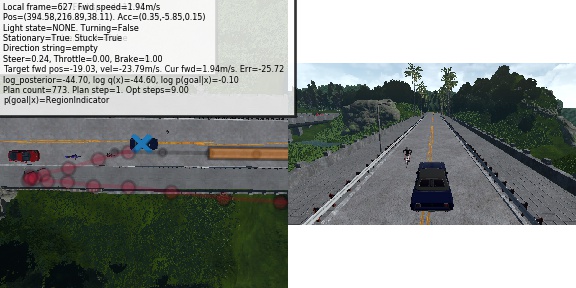 Local frame=627. Fwd speed=1.94m/s
Pos=(394.58,216.89,38.11). Acc=(0.35,-5.85,0.15)
Light state=NONE. Turning=False
Stationary=True. Stuck=True
Direction string=empty
Steer=0.24, Throttle=0.00, Brake=1.00
Target fwd pos=-19.03, vel=-23.79m/s. Cur fwd=1.94m/s. Err=-25.72
log_posterior=-44.70, log q(x)=-44.60, log p(goal|x)=-0.10
Plan count=773. Plan step=1. Opt steps=9.00
p(goal|x)=RegionIndicator